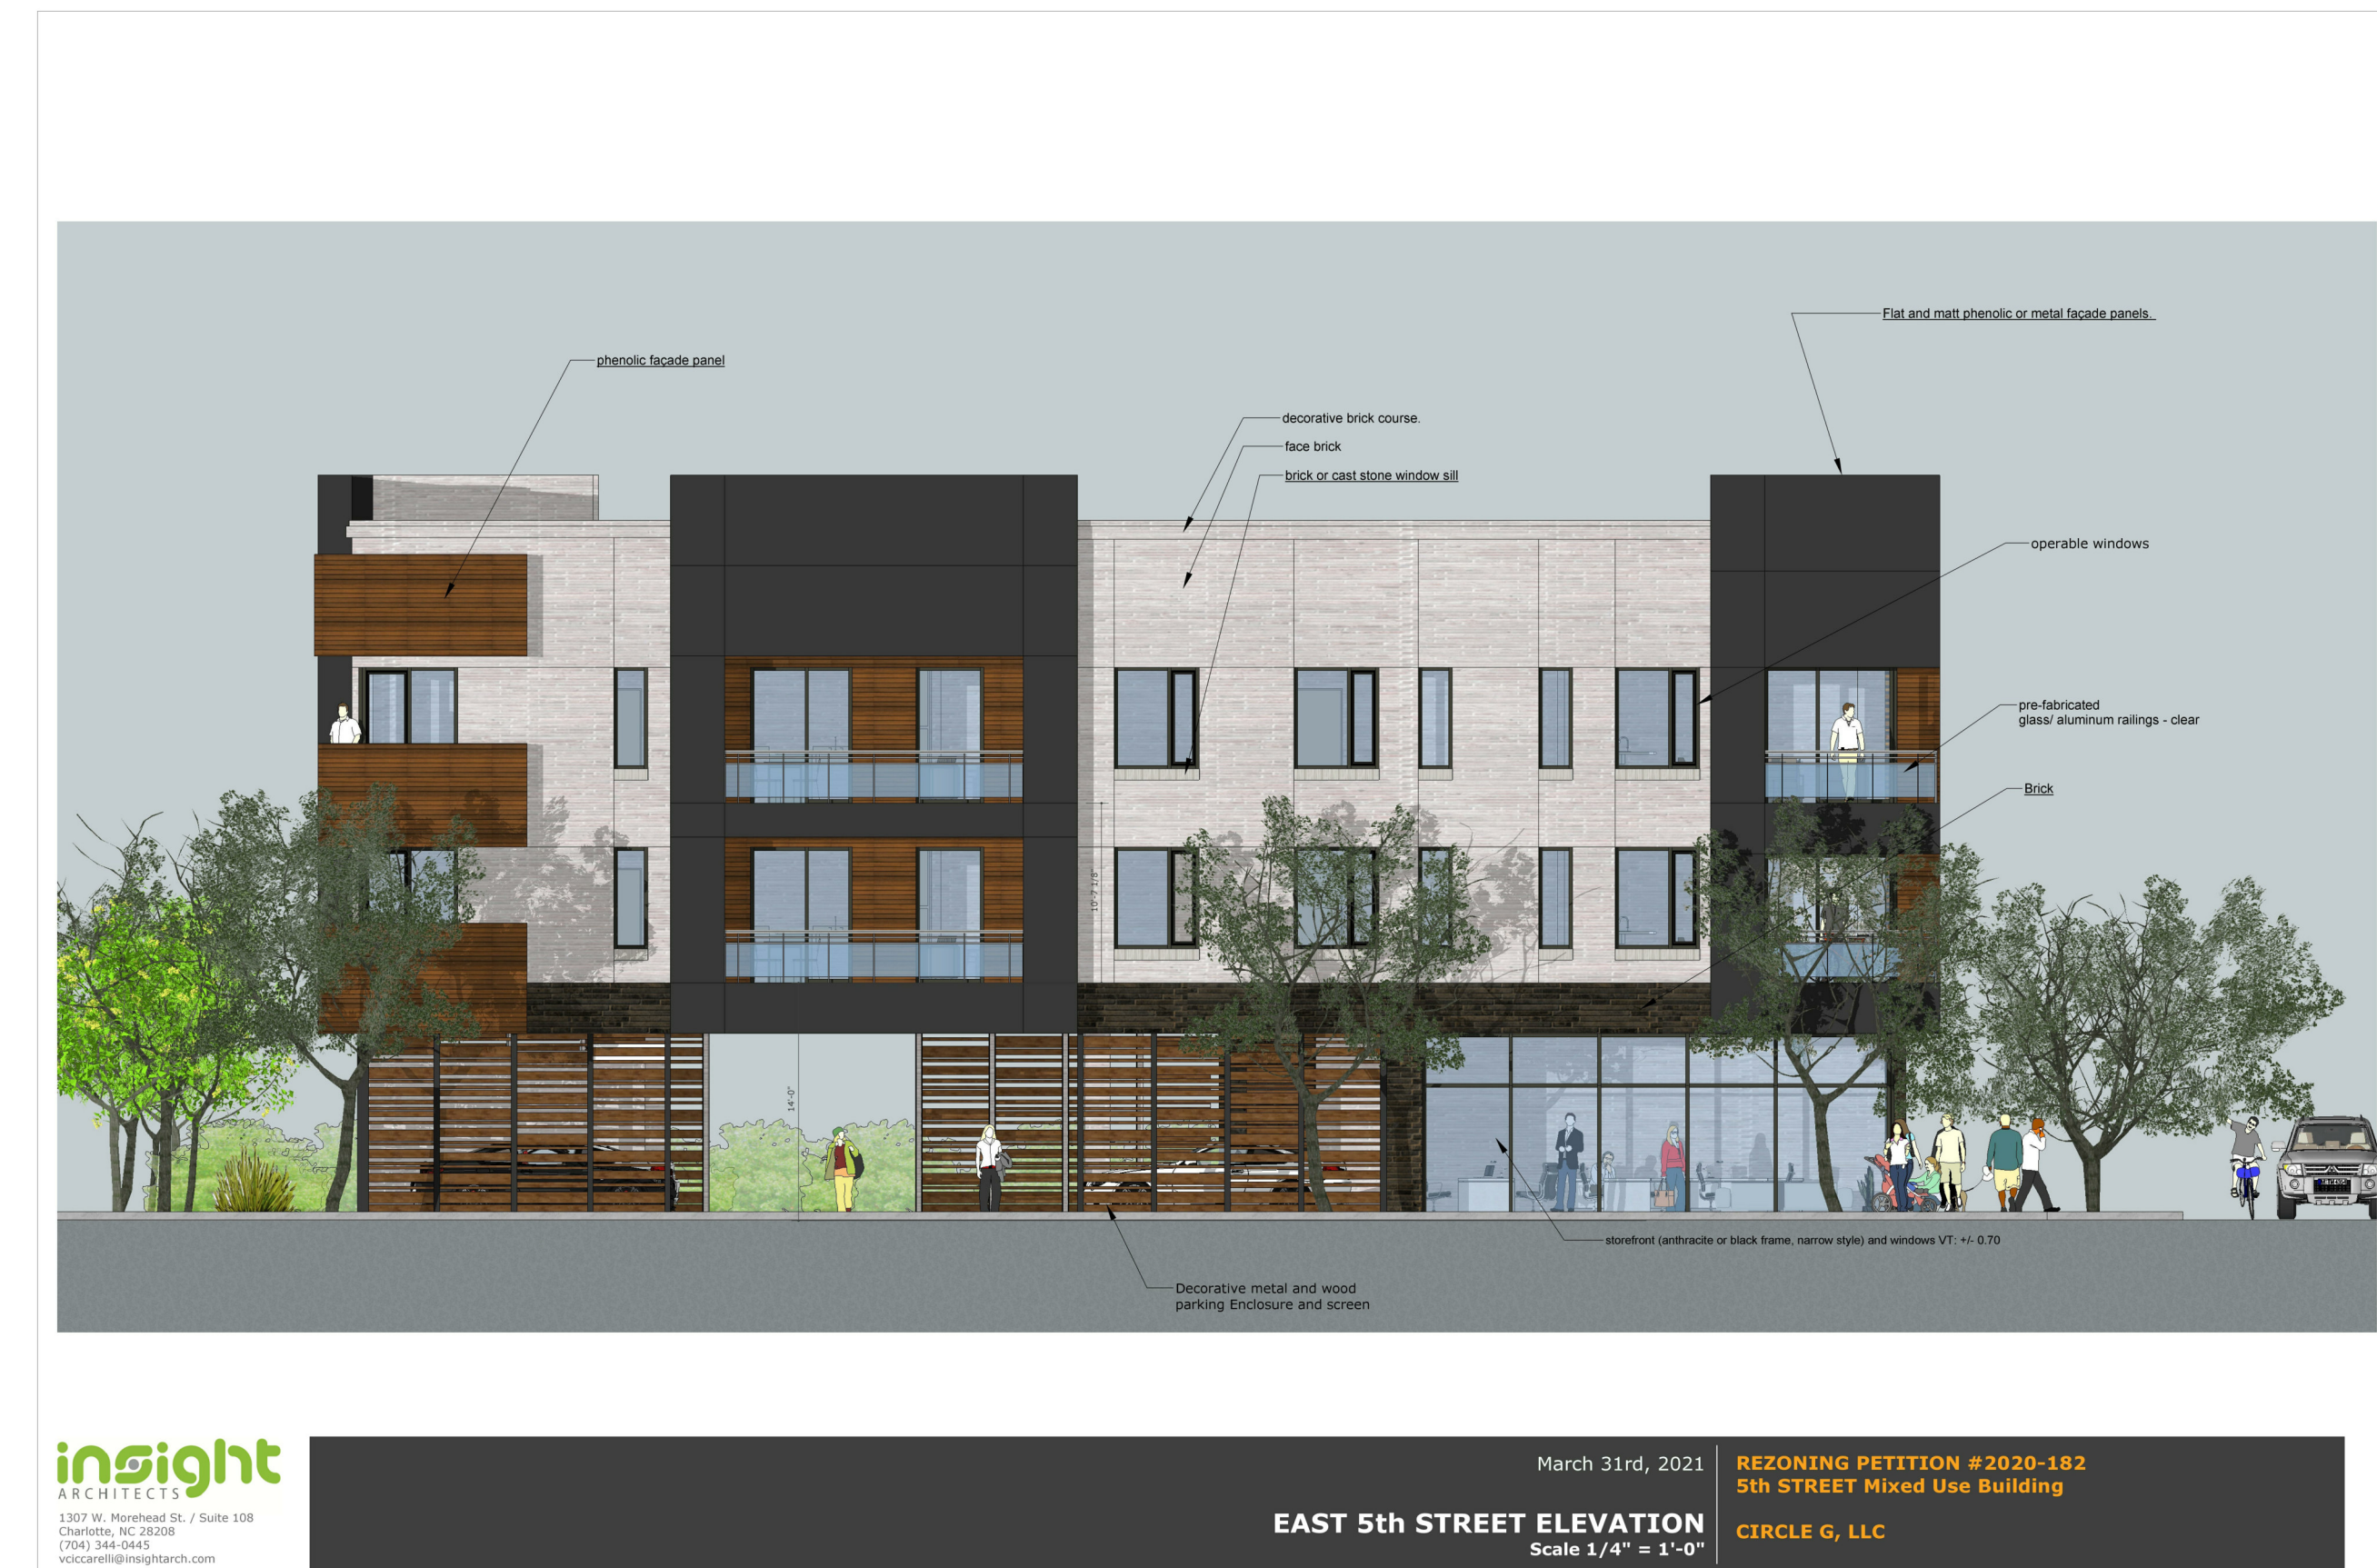 Flat and matt phenolic or metal façade panels.
phenolic façade panel
decorative brick course.
face brick
brick or cast stone window sill
operable windows
pre-fabricated
glass/ aluminum railings - clear
Brick
10'-7 1/8"
14'-0"
storefront (anthracite or black frame, narrow style) and windows VT: +/- 0.70
Decorative metal and wood
parking Enclosure and screen
insight
ARCHITECTS
1307 W. Morehead St. / Suite 108
Charlotte, NC 28208
(704) 344-0445
vciccarelli@insightarch.com
March 31rd, 2021
EAST 5th STREET ELEVATION
Scale 1/4" = 1'-0"
REZONING PETITION #2020-182
5th STREET Mixed Use Building
CIRCLE G, LLC